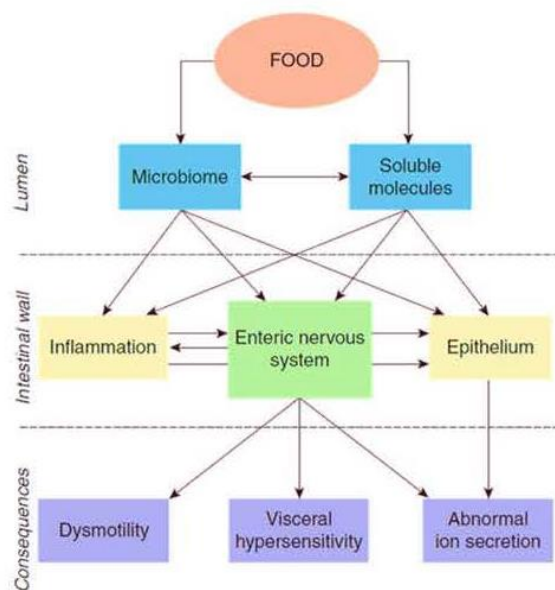 FOOD
Lumen
Microbiome
Soluble
molecules
Intestinal wall
Inflammation
Enteric nervous
system
Epithelium
Consequences
Dysmotility
Visceral
hypersensitivity
Abnormal
ion secretion